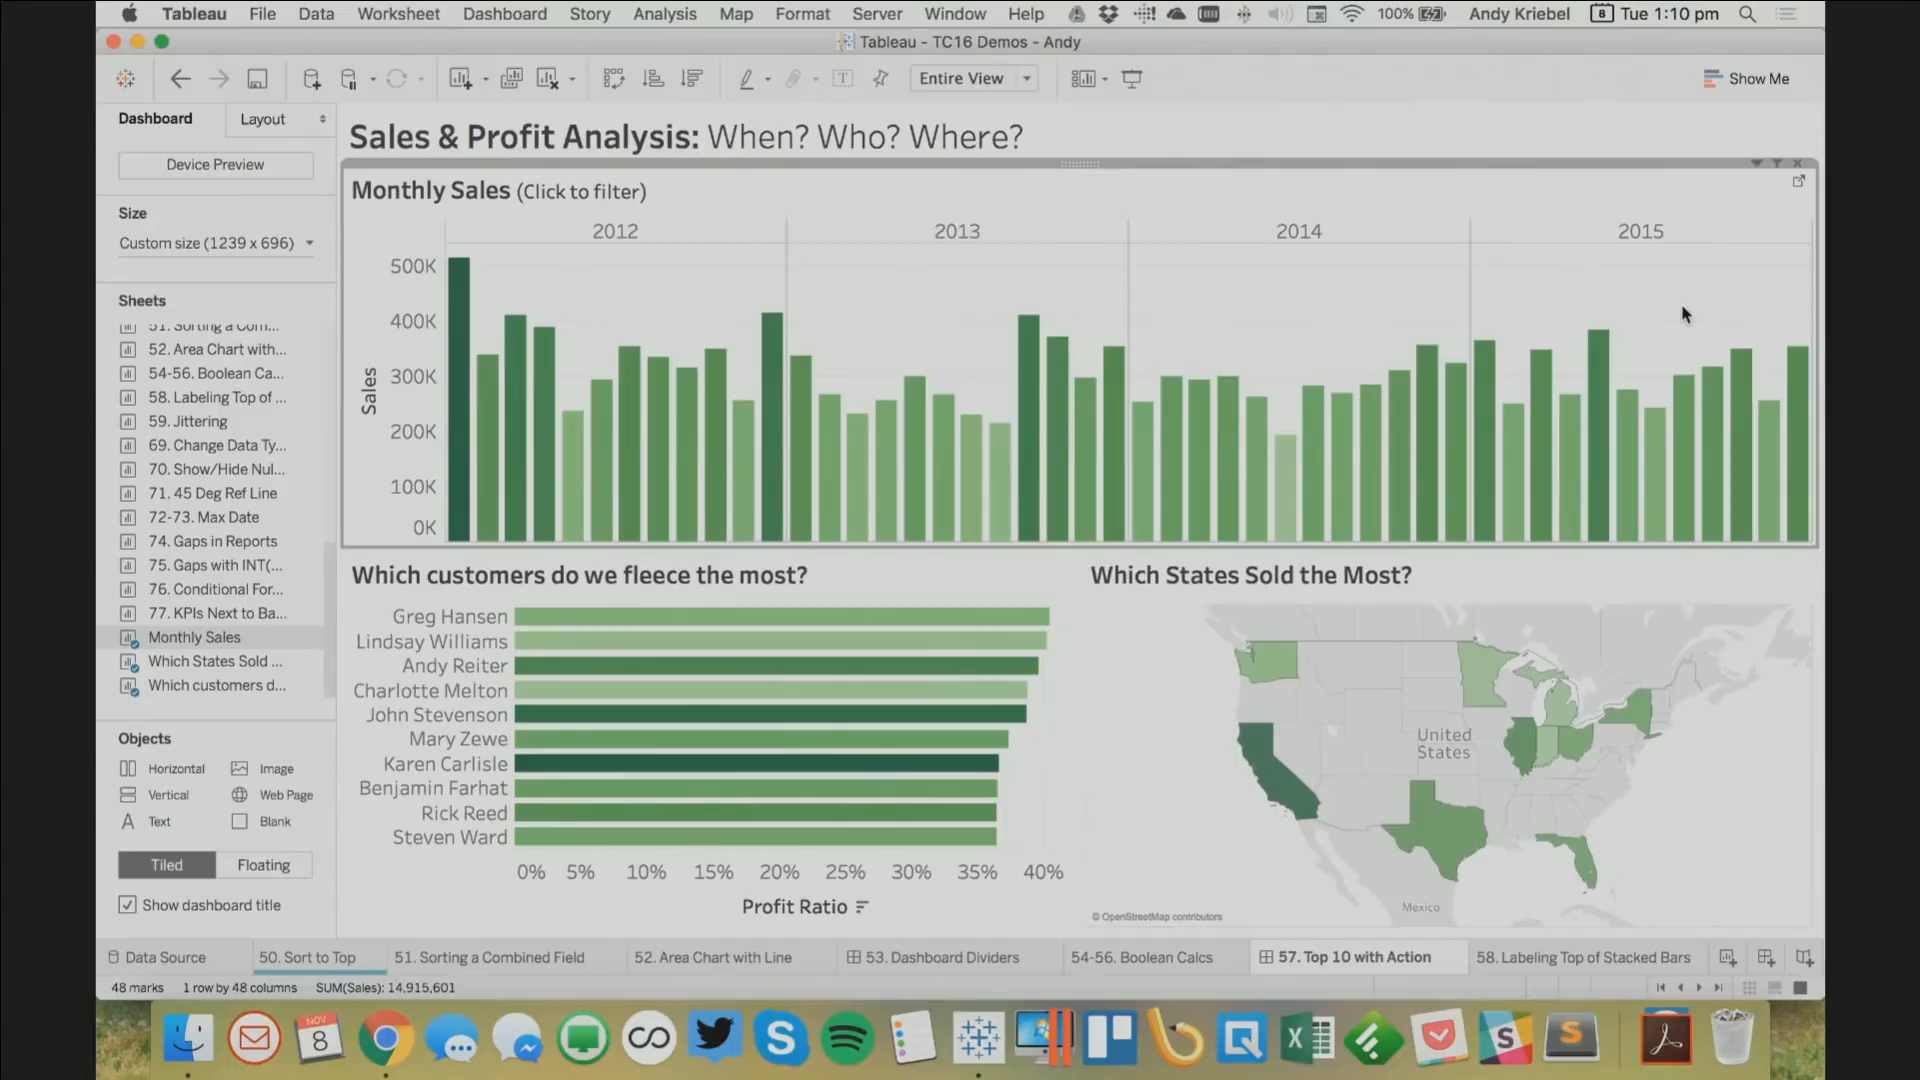 Tableau File Data Worksheet Dashboard Story Analysis Map Format Server Window Help 100% Andy Kriebel 8 Tue 1:10 pm
Tableau - TC16 Demos - Andy
Entire View Show Me
Dashboard Layout
Device Preview
Size
Custom size (1239 x 696)
Sheets
51. Sorting a Com...
52. Area Chart with...
54-56. Boolean Ca...
58. Labeling Top of ...
59. Jittering
69. Change Data Ty...
70. Show/Hide Nul...
71. 45 Deg Ref Line
72-73. Max Date
74. Gaps in Reports
75. Gaps with INT(...
76. Conditional For...
77. KPIs Next to Ba...
Monthly Sales
Which States Sold ...
Which customers d...
Objects
Horizontal Image
Vertical Web Page
A Text Blank
Tiled Floating
Show dashboard title
Sales & Profit Analysis: When? Who? Where?
Monthly Sales (Click to filter)
2012 2013 2014 2015
Sales
500K
400K
300K
200K
100K
0K
Which customers do we fleece the most?
Greg Hansen
Lindsay Williams
Andy Reiter
Charlotte Melton
John Stevenson
Mary Zewe
Karen Carlisle
Benjamin Farhat
Rick Reed
Steven Ward
0% 5% 10% 15% 20% 25% 30% 35% 40%
Profit Ratio
Which States Sold the Most?
United
States
Mexico
© OpenStreetMap contributors
Data Source 50. Sort to Top 51. Sorting a Combined Field 52. Area Chart with Line 53. Dashboard Dividers 54-56. Boolean Calcs 57. Top 10 with Action 58. Labeling Top of Stacked Bars
48 marks 1 row by 48 columns SUM(Sales): 14,915,601
NOV
8